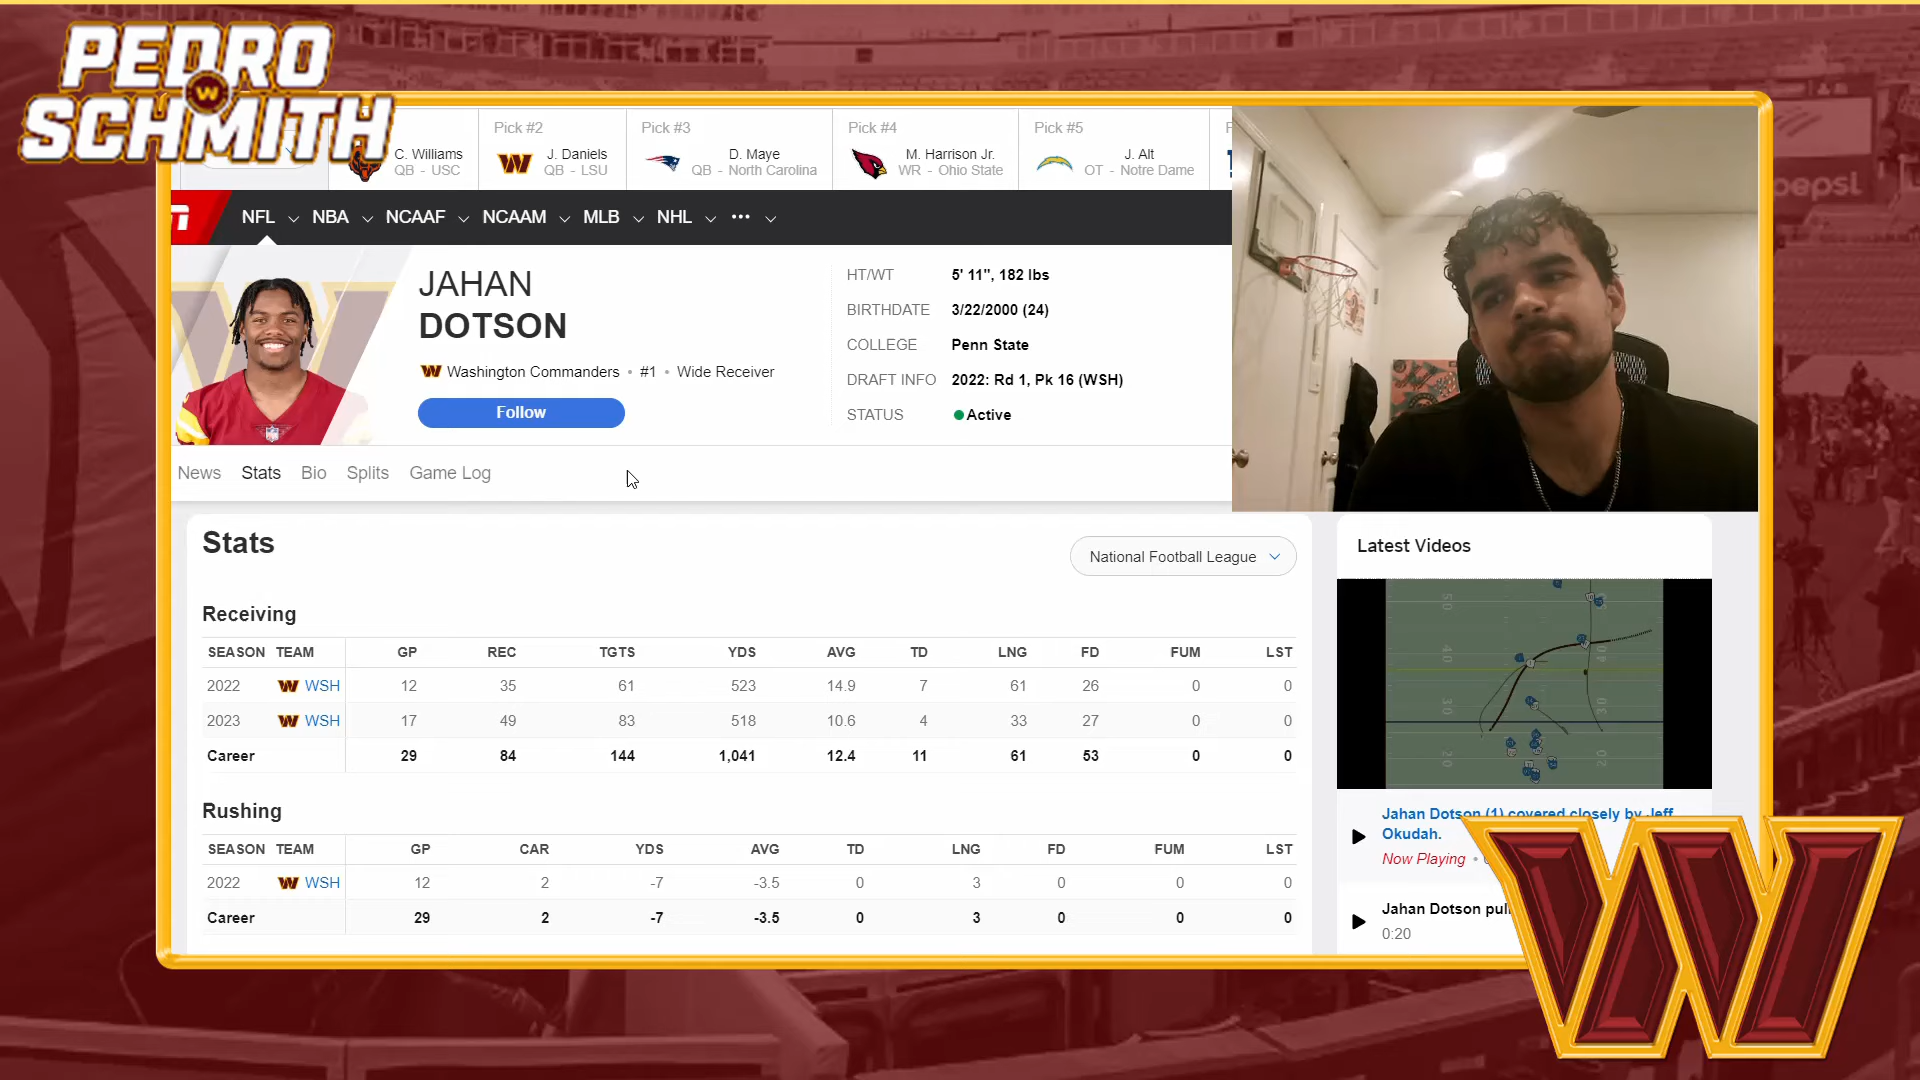 PEDRO
SCHMITH
Pick #2
Pick #3
Pick #4
Pick #5
C. Williams
QB - USC
J. Daniels
QB - LSU
D. Maye
QB - North Carolina
M. Harrison Jr.
WR - Ohio State
J. Alt
OT - Notre Dame
NFL NBA NCAAF NCAAM MLB NHL •••
JAHAN
DOTSON
Washington Commanders • #1 • Wide Receiver
Follow
HT/WT 5' 11", 182 lbs
BIRTHDATE 3/22/2000 (24)
COLLEGE Penn State
DRAFT INFO 2022: Rd 1, Pk 16 (WSH)
STATUS Active
pepsi
News Stats Bio Splits Game Log
Stats
National Football League
Receiving
SEASON TEAM GP REC TGTS YDS AVG TD LNG FD FUM LST
2022 WSH 12 35 61 523 14.9 7 61 26 0 0
2023 WSH 17 49 83 518 10.6 4 33 27 0 0
Career 29 84 144 1,041 12.4 11 61 53 0 0
Rushing
SEASON TEAM GP CAR YDS AVG TD LNG FD FUM LST
2022 WSH 12 2 -7 -3.5 0 3 0 0 0
Career 29 2 -7 -3.5 0 3 0 0 0
Latest Videos
Jahan Dotson (1) covered closely by Jeff
Okudah.
Now Playing •
Jahan Dotson pull
0:20
W